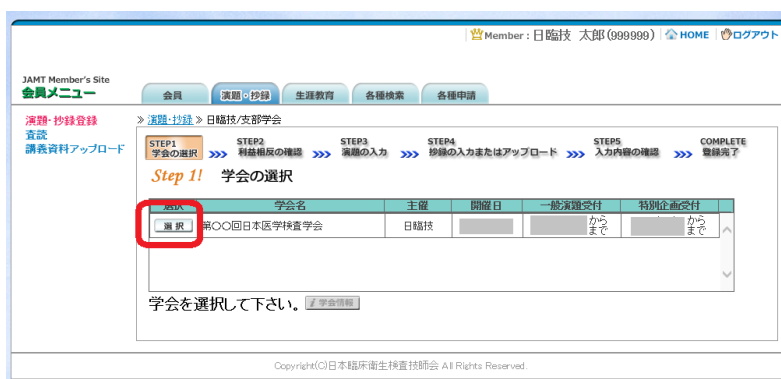 Member : 日臨技 太郎(999999) HOME ログアウト
JAMT Member's Site
会員メニュー
会員 演題・抄録 生涯教育 各種検索 各種申請
演題・抄録登録
査読
講義資料アップロード
≫ 演題・抄録 ≫ 日臨技/支部学会
STEP1 STEP2 STEP3 STEP4 STEP5 COMPLETE
学会の選択 >>> 利益相反の確認 >>> 演題の入力 >>> 抄録の入力またはアップロード >>> 入力内容の確認 >>> 登録完了
Step 1! 学会の選択
選択 学会名 主催 開催日 一般演題受付 特別企画受付
選択 第〇〇回日本医学検査学会 日臨技 から から
まで まで
学会を選択して下さい。 i 学会情報
Copyright(C)日本臨床衛生検査技師会 All Rights Reserved.